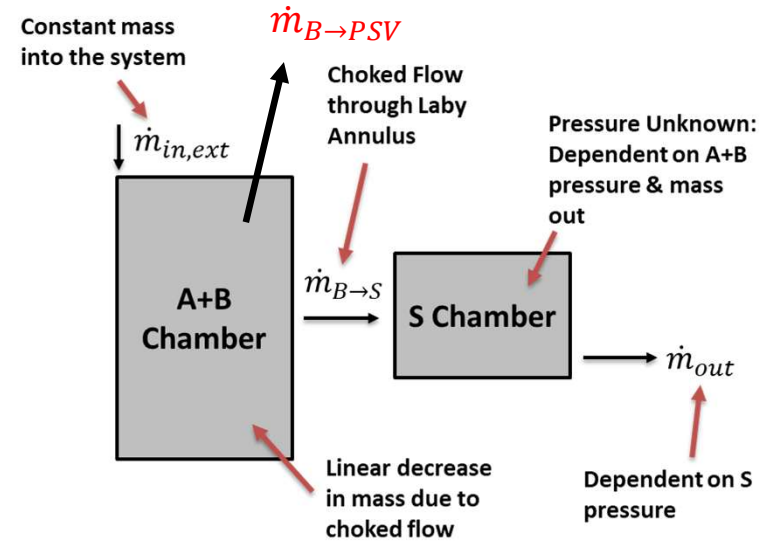 Constant mass
into the system
ṁ_{B→PSV}
Choked Flow
through Laby
Annulus
Pressure Unknown:
Dependent on A+B
pressure & mass
out
ṁ_{in,ext}
A+B
Chamber
ṁ_{B→S}
S Chamber
ṁ_{out}
Linear decrease
in mass due to
choked flow
Dependent on S
pressure